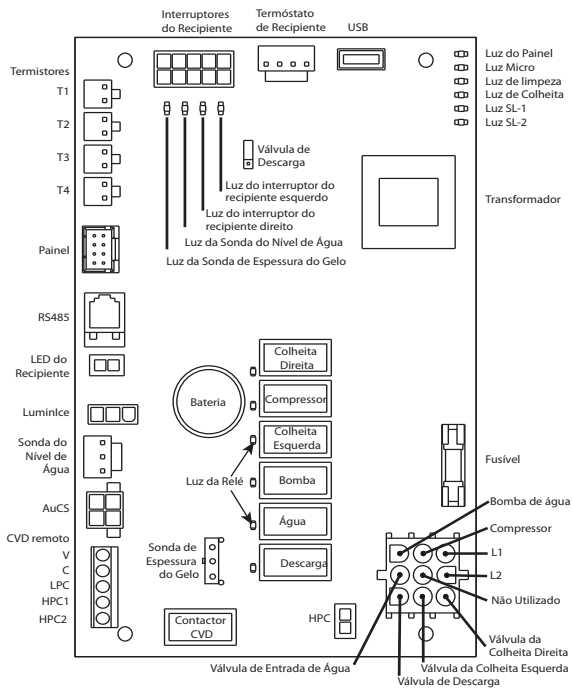 Interruptores
do Recipiente
Termóstato
de Recipiente
USB
Luz do Painel
Luz Micro
Luz de limpeza
Luz de Colheita
Luz SL-1
Luz SL-2
Termistores
T1
T2
T3
T4
Válvula de
Descarga
Luz do interruptor do
recipiente esquerdo
Luz do interruptor do
recipiente direito
Luz da Sonda do Nível de Água
Luz da Sonda de Espessura do Gelo
Transformador
Painel
RS485
LED do
Recipiente
LuminIce
Sonda do
Nível de
Água
AuCS
CVD remoto
V
C
LPC
HPC1
HPC2
Bateria
Colheita
Direita
Compressor
Colheita
Esquerda
Luz da Relé
Bomba
Água
Descarga
Sonda de
Espessura
do Gelo
Contactor
CVD
HPC
Fusível
Bomba de água
Compressor
L1
L2
Não Utilizado
Válvula da
Colheita Direita
Válvula de Entrada de Água
Válvula da Colheita Esquerda
Válvula de Descarga